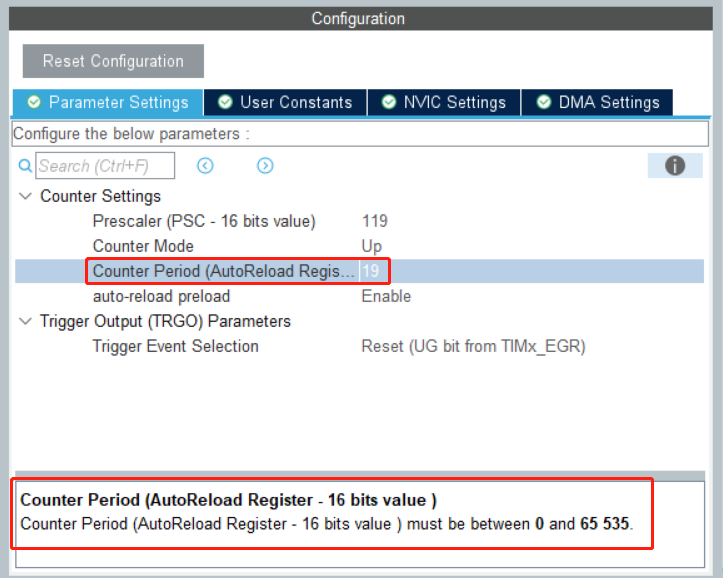 Configuration
Reset Configuration
Parameter Settings User Constants NVIC Settings DMA Settings
Configure the below parameters :
Search (Ctrl+F)
Counter Settings
Prescaler (PSC - 16 bits value) 119
Counter Mode Up
Counter Period (AutoReload Regis... 19
auto-reload preload Enable
Trigger Output (TRGO) Parameters
Trigger Event Selection Reset (UG bit from TIMx_EGR)
Counter Period (AutoReload Register - 16 bits value )
Counter Period (AutoReload Register - 16 bits value ) must be between 0 and 65 535.